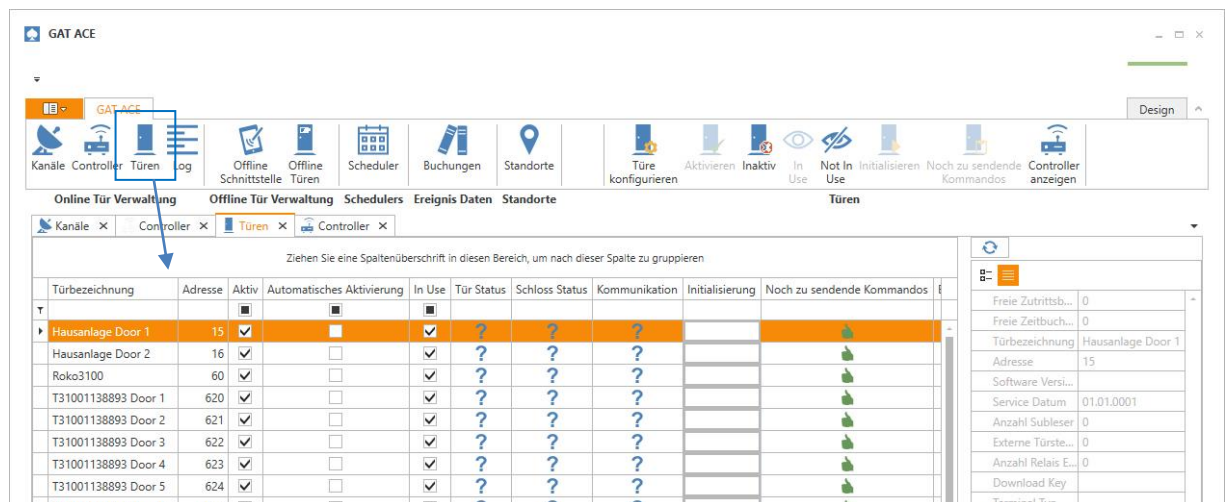 GAT ACE
GAT ACE
Design
Kanäle Controller Türen Log
Offline Schnittstelle
Offline Türen
Scheduler
Buchungen
Standorte
Türe konfigurieren
Aktivieren
Inaktiv
In Use
Not In Use
Initialisieren
Noch zu sendende Kommandos
Controller anzeigen
Online Tür Verwaltung Offline Tür Verwaltung Schedulers Ereignis Daten Standorte Türen
Kanäle Controller Türen Controller
Ziehen Sie eine Spaltenüberschrift in diesen Bereich, um nach dieser Spalte zu gruppieren
Türbezeichnung Adresse Aktiv Automatisches Aktivierung In Use Tür Status Schloss Status Kommunikation Initialisierung Noch zu sendende Kommandos
Hausanlage Door 1 15 ? ? ?
Hausanlage Door 2 16 ? ? ?
Roko3100 60 ? ? ?
T31001138893 Door 1 620 ? ? ?
T31001138893 Door 2 621 ? ? ?
T31001138893 Door 3 622 ? ? ?
T31001138893 Door 4 623 ? ? ?
T31001138893 Door 5 624 ? ? ?
Freie Zutrittsb... 0
Freie Zeitbuch... 0
Türbezeichnung Hausanlage Door 1
Adresse 15
Software Versi...
Service Datum 01.01.0001
Anzahl Subleser 0
Externe Türste... 0
Anzahl Relais E... 0
Download Key